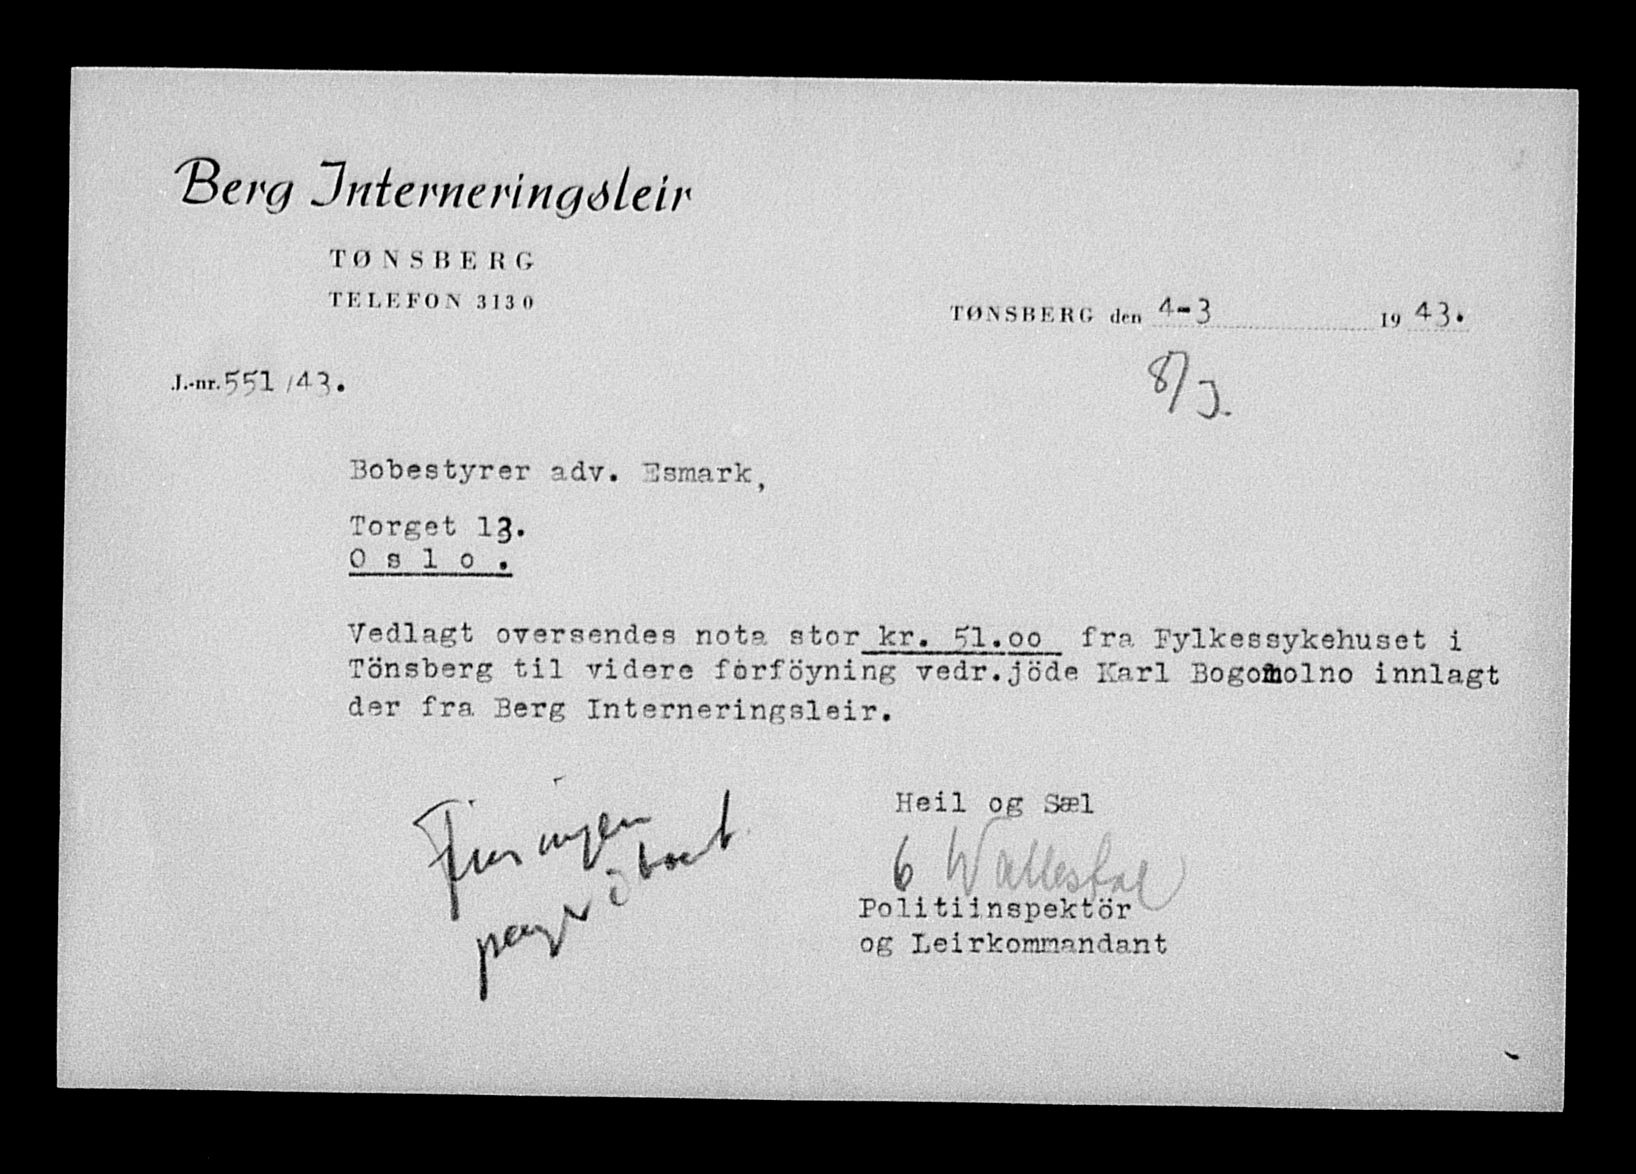 Berg Interneringsleir
TØNSBERG
TELEFON 3130
TØNSBERG den 4-3 1943.
8/3.
J.-nr. 551/43.
Bobestyrer adv. Esmark,
Torget 13.
O s l o .
Vedlagt oversendes nota stor kr. 51.oo fra Fylkessykehuset i
Tönsberg til videre forföyning vedr.jöde Karl Bogomolno innlagt
der fra Berg Interneringsleir.
Heil og Sæl
Politiinspektör
og Leirkommandant
ingen